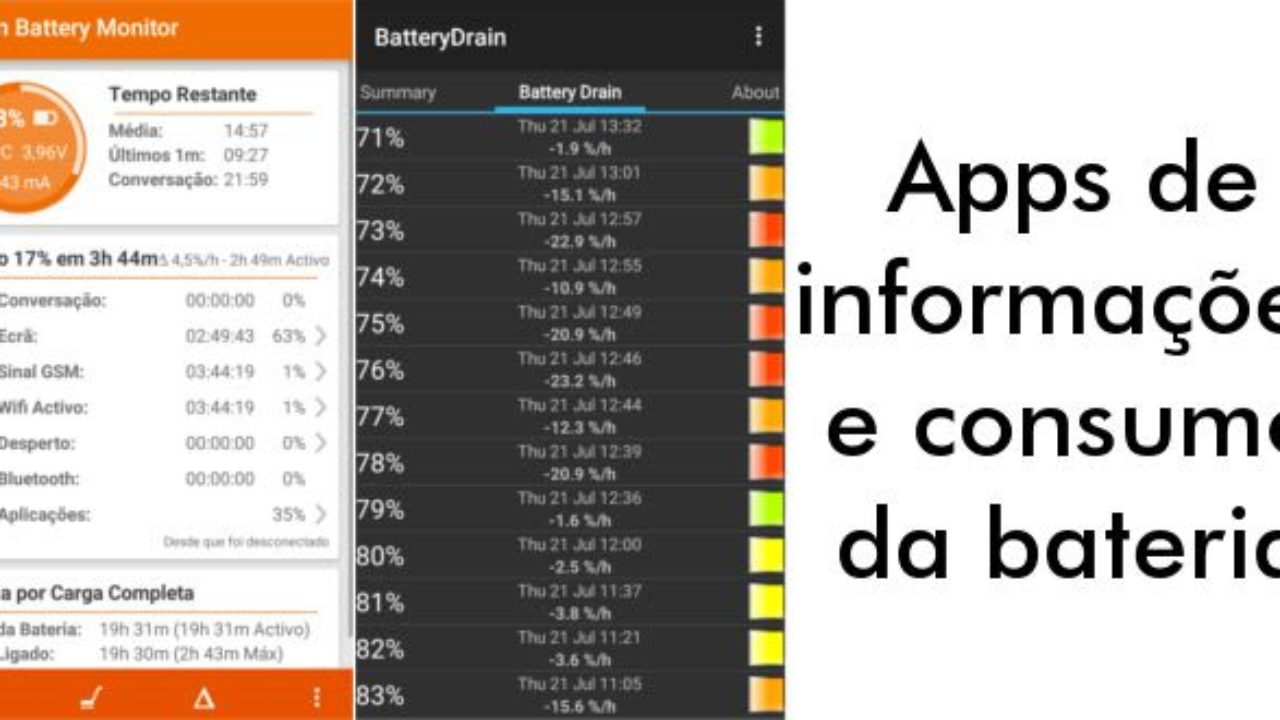 n Battery Monitor
Tempo Restante
3%
Média: 14:57
C 3,96V
Últimos 1m: 09:27
43 mA
Conversação: 21:59
o 17% em 3h 44m Δ 4,5%/h - 2h 49m Activo
Conversação: 00:00:00 0%
Ecrã: 02:49:43 63%
Sinal GSM: 03:44:19 1%
Wifi Activo: 03:44:19 1%
Desperto: 00:00:00 0%
Bluetooth: 00:00:00 0%
Aplicações: 35%
Desde que foi desconectado
a por Carga Completa
da Bateria: 19h 31m (19h 31m Activo)
Ligado: 19h 30m (2h 43m Máx)
BatteryDrain
Summary Battery Drain About
71% Thu 21 Jul 13:32
-1.9 %/h
72% Thu 21 Jul 13:01
-15.1 %/h
73% Thu 21 Jul 12:57
-22.9 %/h
74% Thu 21 Jul 12:55
-10.9 %/h
75% Thu 21 Jul 12:49
-20.9 %/h
76% Thu 21 Jul 12:46
-23.2 %/h
77% Thu 21 Jul 12:44
-12.3 %/h
78% Thu 21 Jul 12:39
-20.9 %/h
79% Thu 21 Jul 12:36
-1.6 %/h
80% Thu 21 Jul 12:00
-2.5 %/h
81% Thu 21 Jul 11:37
-3.8 %/h
82% Thu 21 Jul 11:21
-3.6 %/h
83% Thu 21 Jul 11:05
-15.6 %/h
Apps de
informaçõe
e consum
da bateri